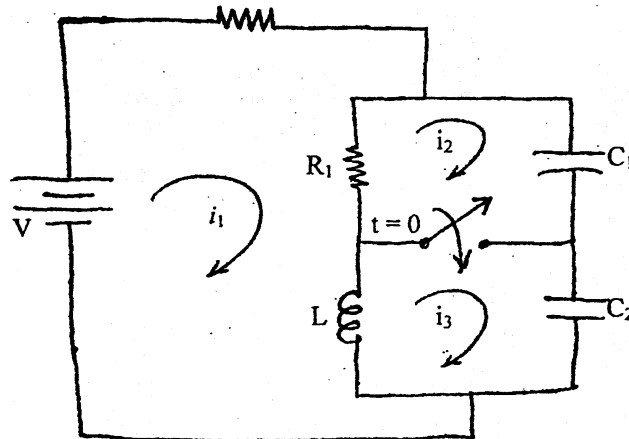 i₂
R₁
C₁
V
i₁
t = 0
L
i₃
C₂